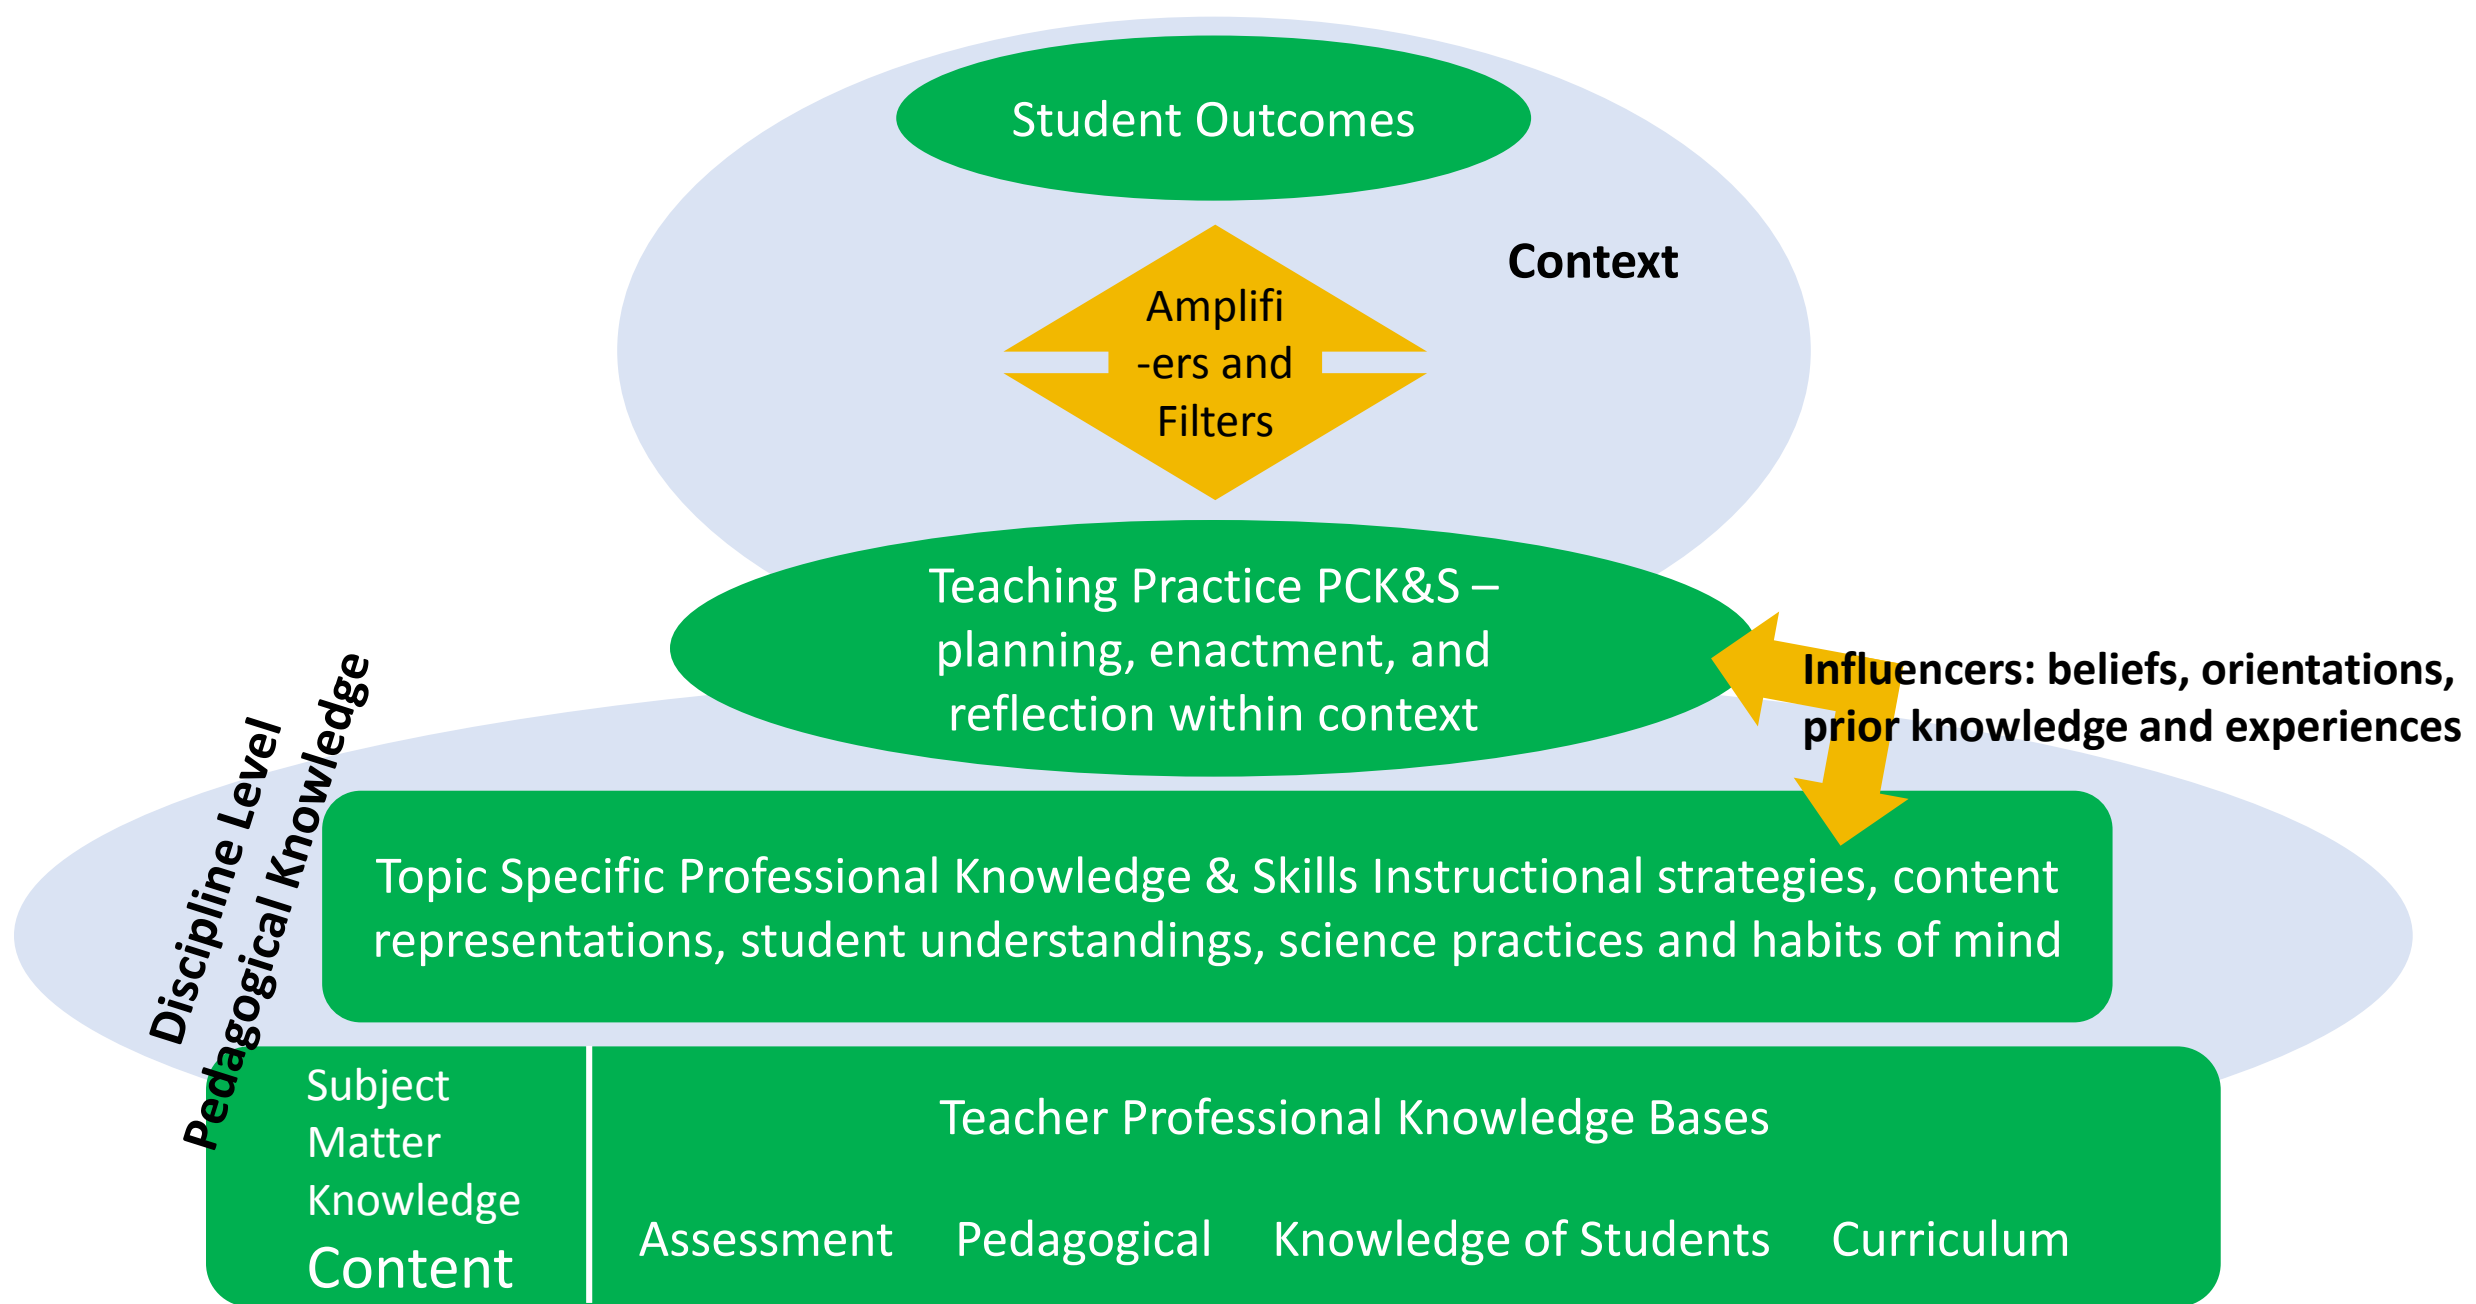 Student Outcomes
Context
Amplifi
-ers and
Filters
Teaching Practice PCK&S –
planning, enactment, and
reflection within context
Influencers: beliefs, orientations,
prior knowledge and experiences
Discipline Level
Pedagogical Knowledge
Topic Specific Professional Knowledge & Skills Instructional strategies, content
representations, student understandings, science practices and habits of mind
Subject
Matter
Knowledge
Content
Teacher Professional Knowledge Bases
Assessment Pedagogical Knowledge of Students Curriculum